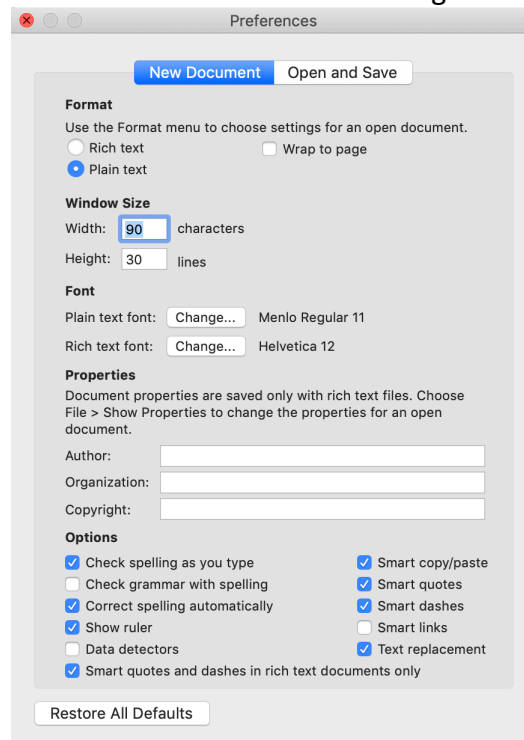 Preferences
New Document Open and Save
Format
Use the Format menu to choose settings for an open document.
Rich text Wrap to page
Plain text
Window Size
Width: 90 characters
Height: 30 lines
Font
Plain text font: Change... Menlo Regular 11
Rich text font: Change... Helvetica 12
Properties
Document properties are saved only with rich text files. Choose
File > Show Properties to change the properties for an open
document.
Author:
Organization:
Copyright:
Options
Check spelling as you type Smart copy/paste
Check grammar with spelling Smart quotes
Correct spelling automatically Smart dashes
Show ruler Smart links
Data detectors Text replacement
Smart quotes and dashes in rich text documents only
Restore All Defaults